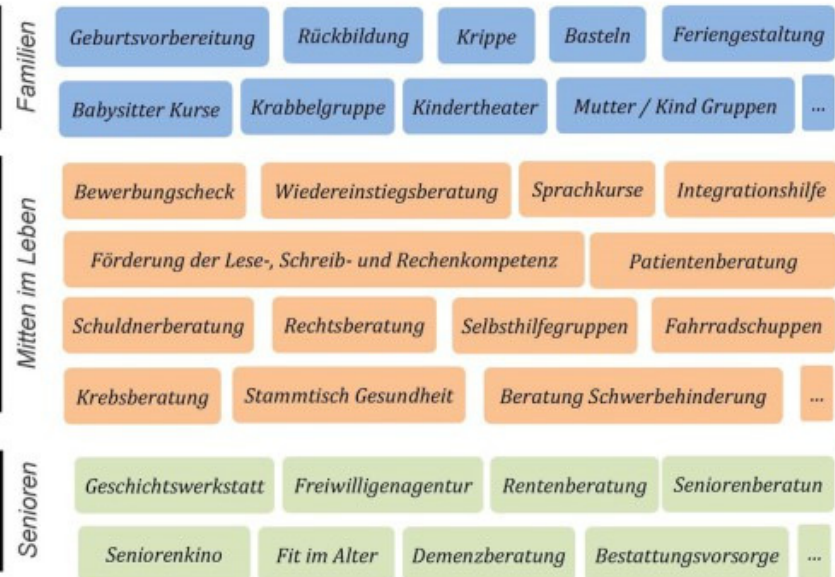 Familien
Geburtsvorbereitung Rückbildung Krippe Basteln Feriengestaltung
Babysitter Kurse Krabbelgruppe Kindertheater Mutter / Kind Gruppen ...
Mitten im Leben
Bewerbungscheck Wiedereinstiegsberatung Sprachkurse Integrationshilfe
Förderung der Lese-, Schreib- und Rechenkompetenz Patientenberatung
Schuldnerberatung Rechtsberatung Selbsthilfegruppen Fahrradschuppen
Krebsberatung Stammtisch Gesundheit Beratung Schwerbehinderung ...
Senioren
Geschichtswerkstatt Freiwilligenagentur Rentenberatung Seniorenberatun
Seniorenkino Fit im Alter Demenzberatung Bestattungsvorsorge ...